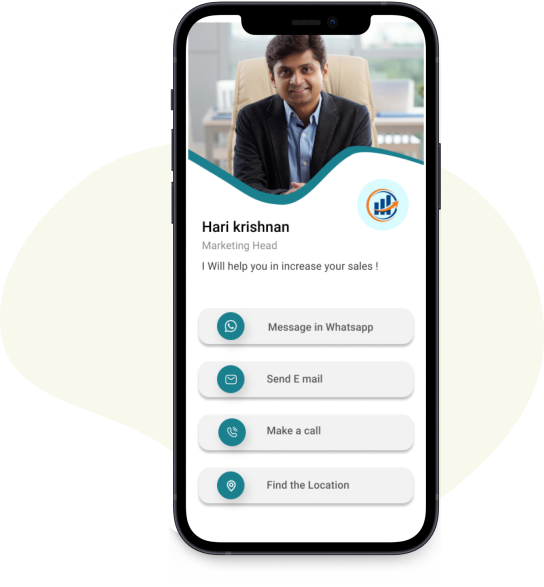 Hari krishnan
Marketing Head
I Will help you in increase your sales !
Message in Whatsapp
Send E mail
Make a call
Find the Location